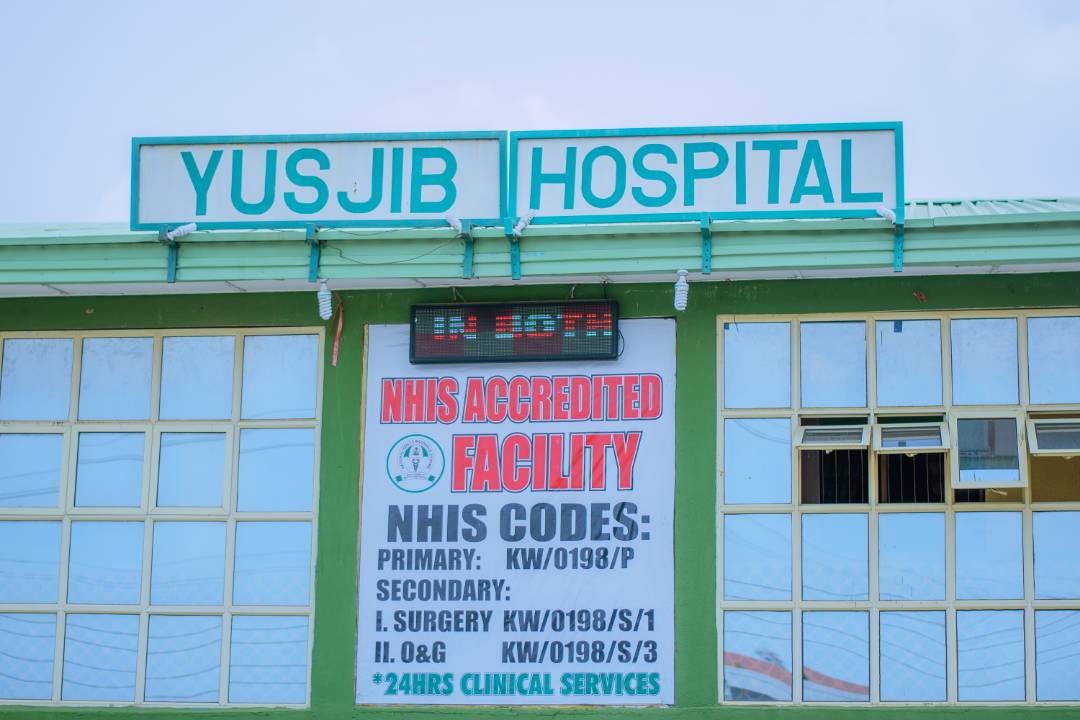 YUSJIB HOSPITAL
IN
NHIS ACCREDITED
FACILITY
NHIS CODES:
PRIMARY: KW/0198/P
SECONDARY:
I. SURGERY KW/0198/S/1
II. O&G KW/0198/S/3
*24HRS CLINICAL SERVICES